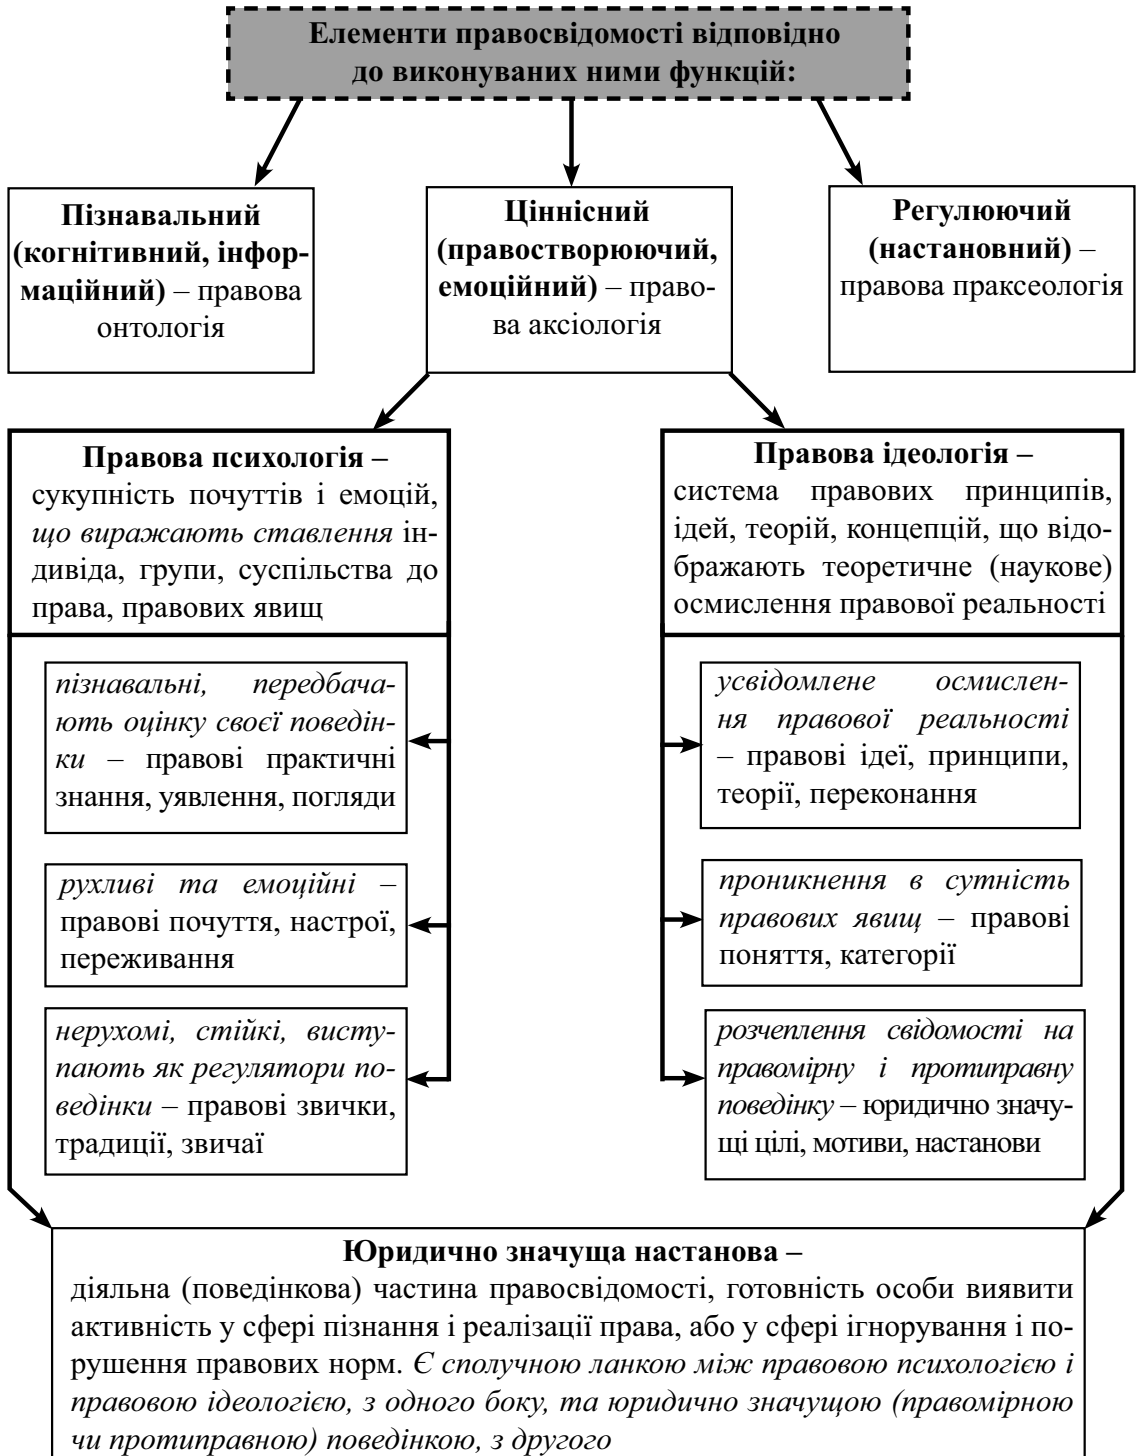 Елементи правосвідомості відповідно
до виконуваних ними функцій:
Пізнавальний
(когнітивний, інфор-
маційний) – правова
онтологія
Ціннісний
(правостворюючий,
емоційний) – право-
ва аксіологія
Регулюючий
(настановний) –
правова праксеологія
Правова психологія –
сукупність почуттів і емоцій,
що виражають ставлення ін-
дивіда, групи, суспільства до
права, правових явищ
пізнавальні, передбача-
ють оцінку своєї поведін-
ки – правові практичні
знання, уявлення, погляди
рухливі та емоційні –
правові почуття, настрої,
переживання
нерухомі, стійкі, висту-
пають як регулятори по-
ведінки – правові звички,
традиції, звичаї
Правова ідеологія –
система правових принципів,
ідей, теорій, концепцій, що відо-
бражають теоретичне (наукове)
осмислення правової реальності
усвідомлене осмислен-
ня правової реальності
– правові ідеї, принципи,
теорії, переконання
проникнення в сутність
правових явищ – правові
поняття, категорії
розчеплення свідомості на
правомірну і протиправну
поведінку – юридично значу-
щі цілі, мотиви, настанови
Юридично значуща настанова –
діяльна (поведінкова) частина правосвідомості, готовність особи виявити
активність у сфері пізнання і реалізації права, або у сфері ігнорування і по-
рушення правових норм. Є сполучною ланкою між правовою психологією і
правовою ідеологією, з одного боку, та юридично значущою (правомірною
чи протиправною) поведінкою, з другого